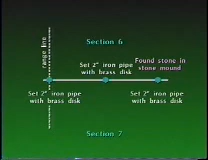 range line
Section 6
Set 2" iron pipe
with brass disk
Found stone in
stone mound
Set 2" iron pipe
with brass disk
Set 2" iron pipe
with brass disk
Section 7